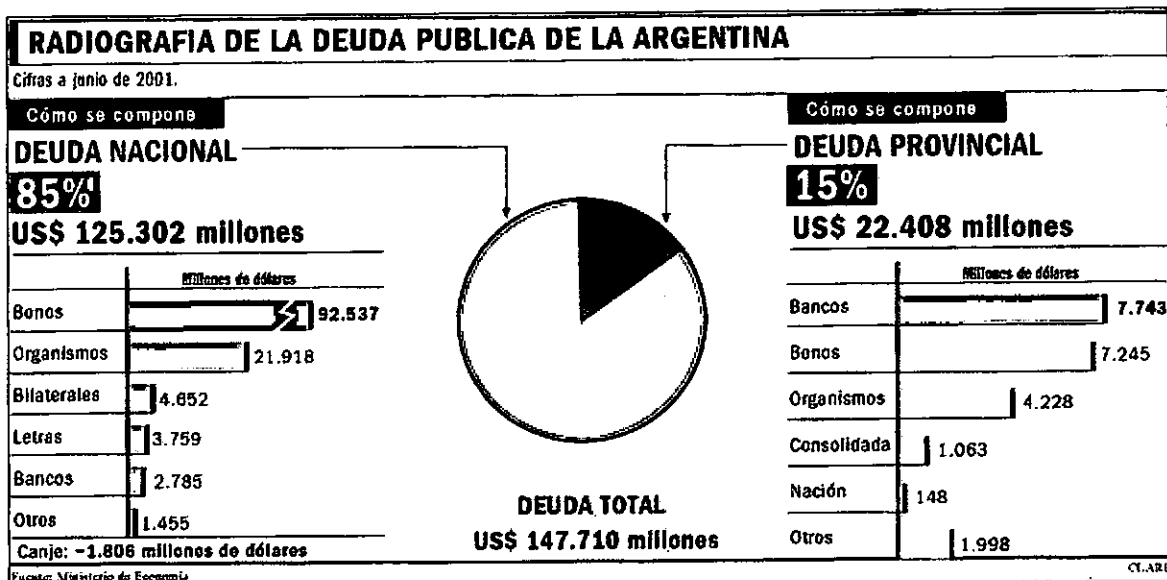 RADIOGRAFIA DE LA DEUDA PUBLICA DE LA ARGENTINA
Cifras a junio de 2001.
Cómo se compone
DEUDA NACIONAL
85%
US$ 125.302 millones
Millones de dólares
Bonos 92.537
Organismos 21.918
Bilaterales 4.652
Letras 3.759
Bancos 2.785
Otros 1.455
Canje: -1.806 millones de dólares
Fuente: Ministerio de Economía
DEUDA TOTAL
US$ 147.710 millones
Cómo se compone
DEUDA PROVINCIAL
15%
US$ 22.408 millones
Millones de dólares
Bancos 7.743
Bonos 7.245
Organismos 4.228
Consolidada 1.063
Nación 148
Otros 1.998